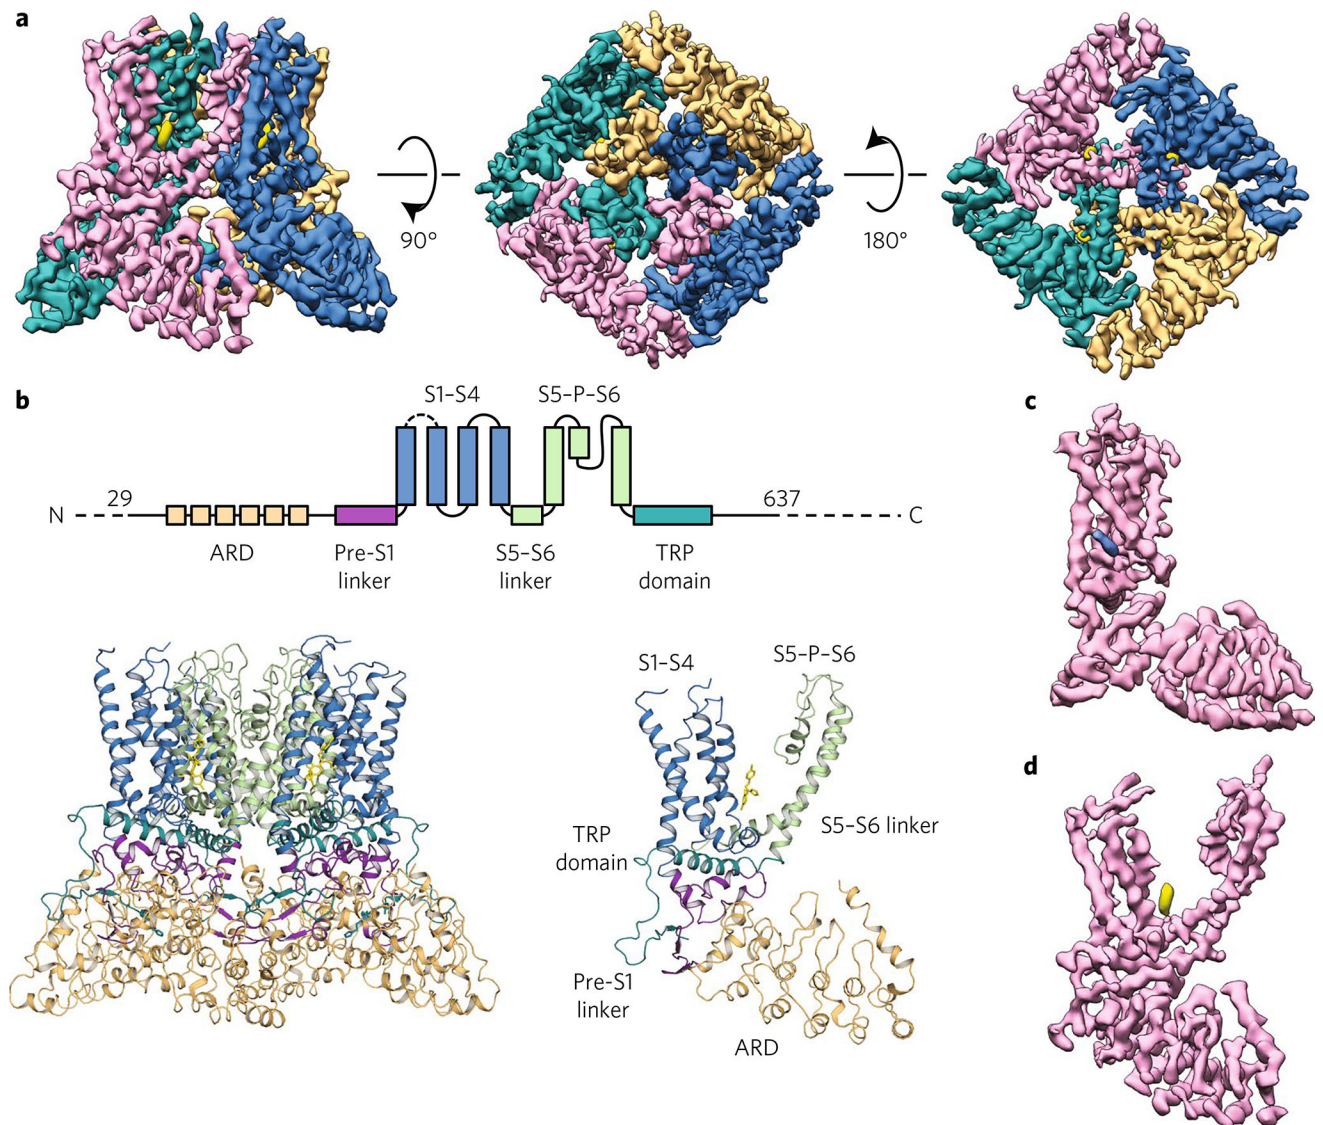 a
90°
180°
b
S1–S4
S5–P–S6
29
637
N
C
ARD
Pre-S1
linker
S5–S6
linker
TRP
domain
S1–S4
S5–P–S6
TRP
domain
S5–S6 linker
Pre-S1
linker
ARD
c
d